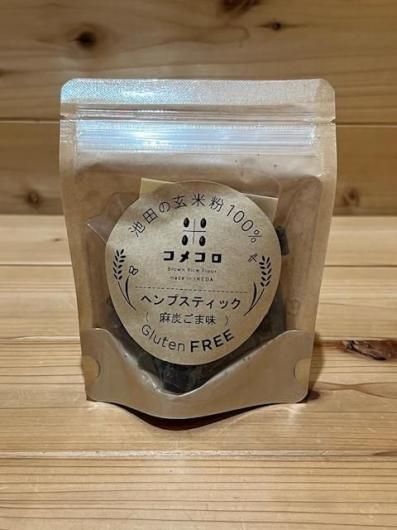 池田の玄米粉100%
コメコロ
Brown Rice Flour
made in IKEDA
ヘンプスティック
( 麻炭ごま味 )
Gluten FREE